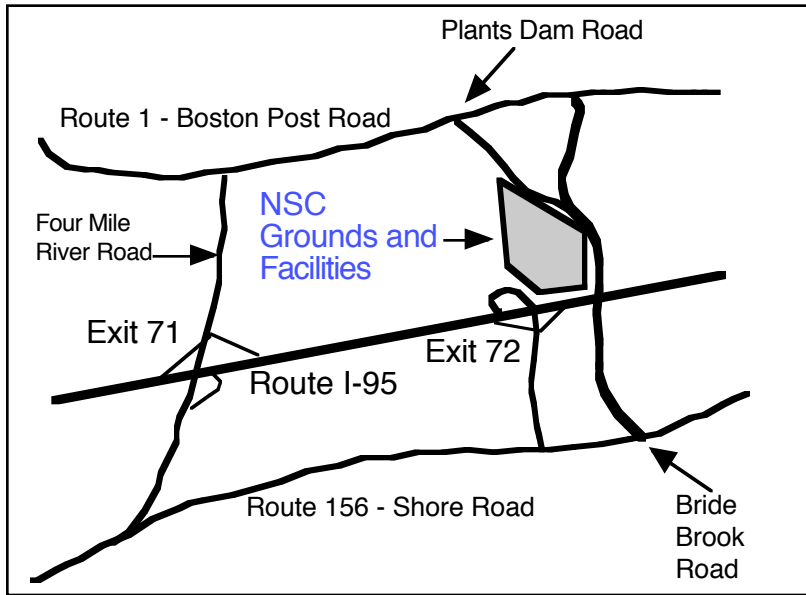 Plants Dam Road
Route 1 - Boston Post Road
NSC
Grounds and
Facilities
Four Mile
River Road
Exit 71
Exit 72
Route I-95
Route 156 - Shore Road
Bride
Brook
Road